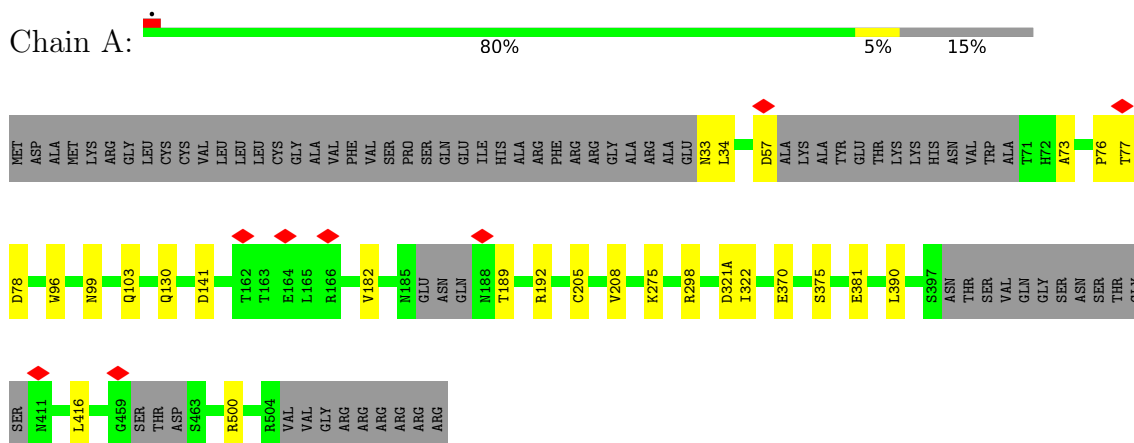 Chain A:
80% 5% 15%
MET ASP ALA MET LYS ARG GLY LEU CYS CYS VAL LEU LEU LEU CYS GLY ALA VAL PHE VAL SER PRO SER GLN GLU ILE HIS ALA ARG PHE ARG ARG GLY ALA ARG ALA GLU N33 L34 D57 ALA LYS ALA TYR GLU THR LYS LYS HIS ASN VAL TRP ALA T71 H72 A73 P76 T77
D78 W96 N99 Q103 Q130 D141 T162 T163 E164 L165 R166 V182 N185 GLU ASN GLN N188 T189 R192 C205 V208 K275 R298 D321A I322 E370 S375 E381 L390 S397 ASN THR SER VAL GLN GLY SER ASN SER THR GLY
SER N411 L416 G459 SER THR ASP S463 R500 R504 VAL VAL GLY ARG ARG ARG ARG ARG ARG